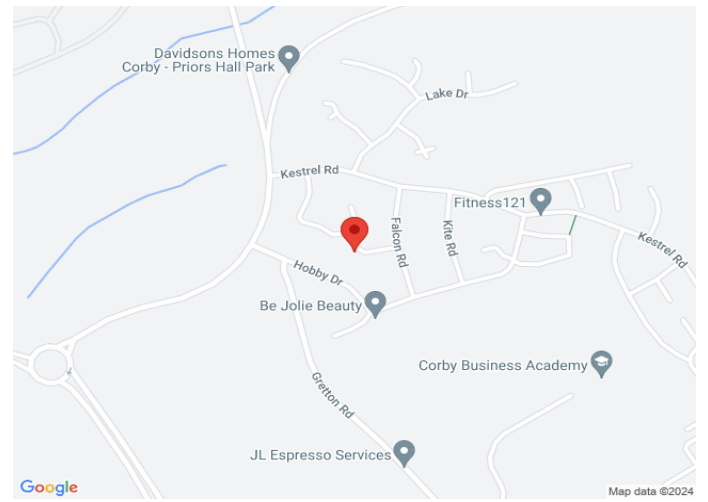 Davidsons Homes
Corby - Priors Hall Park
Lake Dr
Kestrel Rd
Fitness121
Falcon Rd
Kite Rd
Kestrel Rd
Hobby Dr
Be Jolie Beauty
Corby Business Academy
Gretton Rd
JL Espresso Services
Google
Map data ©2024